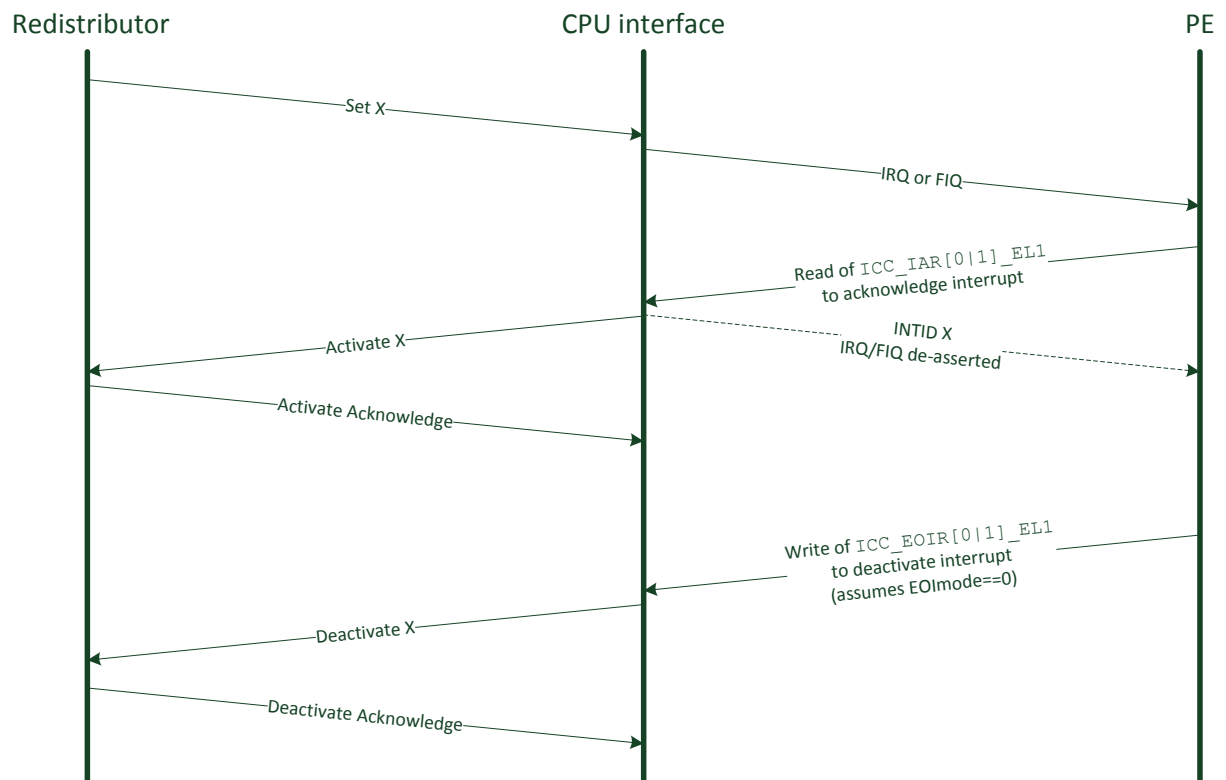 Redistributor
CPU interface
PE
Set X
IRQ or FIQ
Read of ICC_IAR[0|1]_EL1
to acknowledge interrupt
Activate X
INTID X
IRQ/FIQ de-asserted
Activate Acknowledge
Write of ICC_EOIR[0|1]_EL1
to deactivate interrupt
(assumes EOImode==0)
Deactivate X
Deactivate Acknowledge